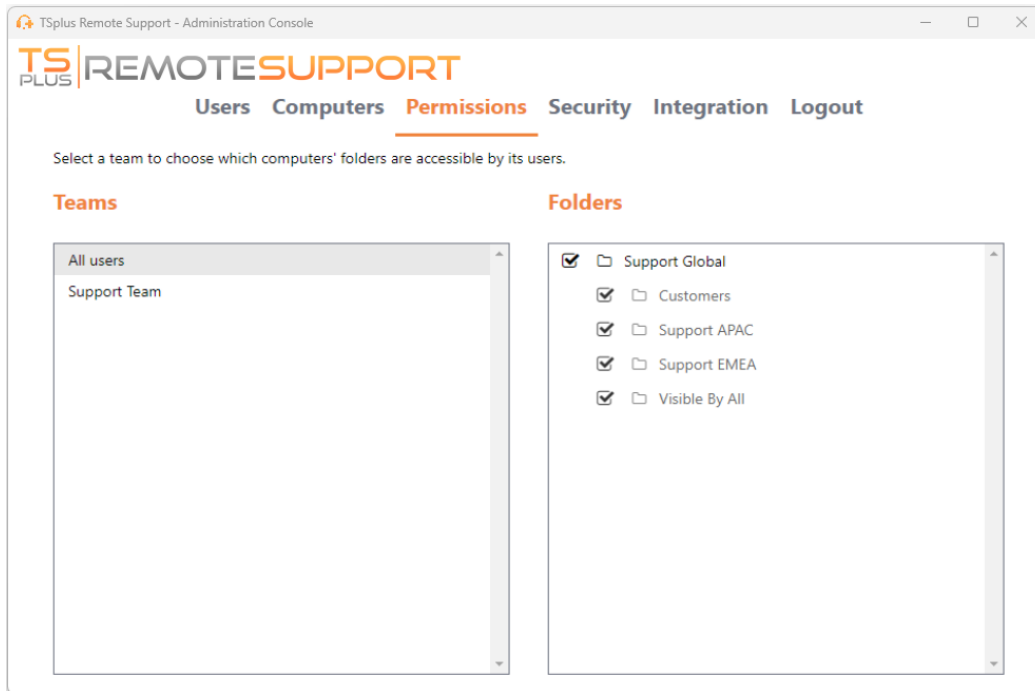 TSplus Remote Support - Administration Console
TS PLUS REMOTESUPPORT
Users Computers Permissions Security Integration Logout
Select a team to choose which computers' folders are accessible by its users.
Teams
Folders
All users
Support Team
Support Global
Customers
Support APAC
Support EMEA
Visible By All